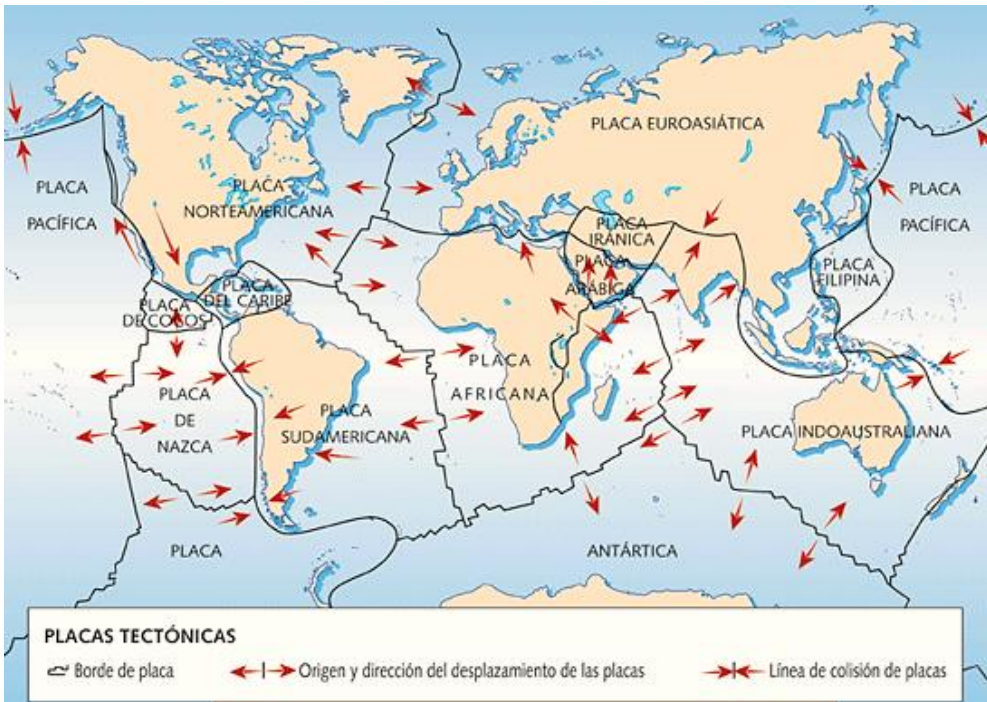 PLACA EUROASIÁTICA
PLACA
NORTEAMERICANA
PLACA
PACÍFICA
PLACA
PACÍFICA
PLACA
IRÁNICA
PLACA
ARÁBIGA
PLACA
FILIPINA
PLACA
DEL CARIBE
PLACA
DE COCOS
PLACA
AFRICANA
PLACA
DE
NAZCA
PLACA
SUDAMERICANA
PLACA INDOAUSTRALIANA
PLACA
ANTÁRTICA
PLACAS TECTÓNICAS
Borde de placa
Origen y dirección del desplazamiento de las placas
Línea de colisión de placas